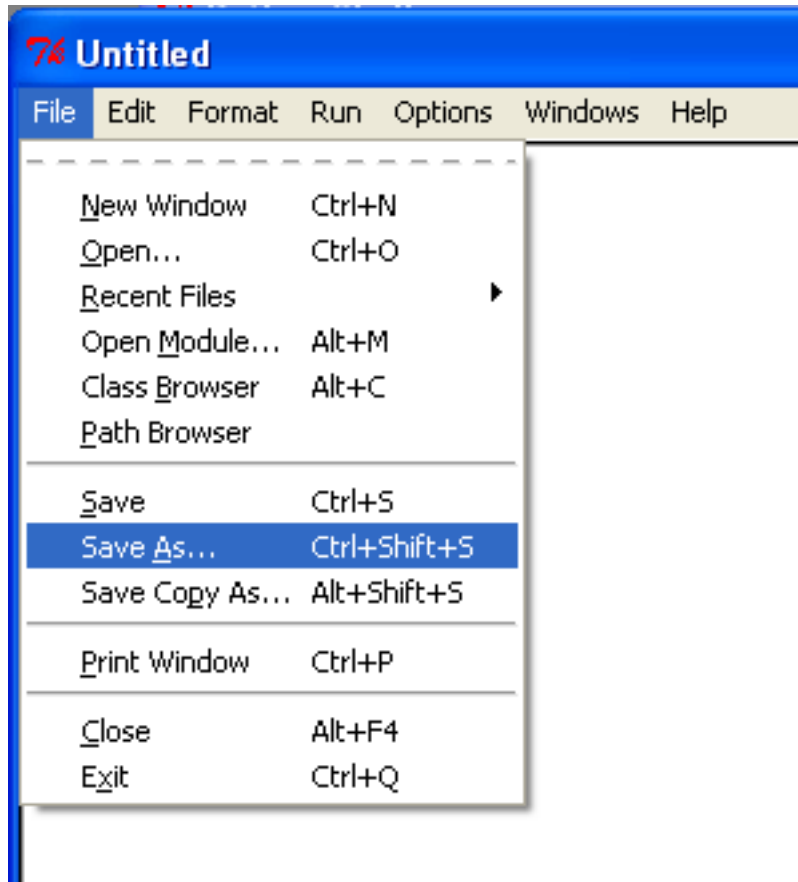 7k Untitled
File Edit Format Run Options Windows Help
New Window Ctrl+N
Open... Ctrl+O
Recent Files
Open Module... Alt+M
Class Browser Alt+C
Path Browser
Save Ctrl+S
Save As... Ctrl+Shift+S
Save Copy As... Alt+Shift+S
Print Window Ctrl+P
Close Alt+F4
Exit Ctrl+Q